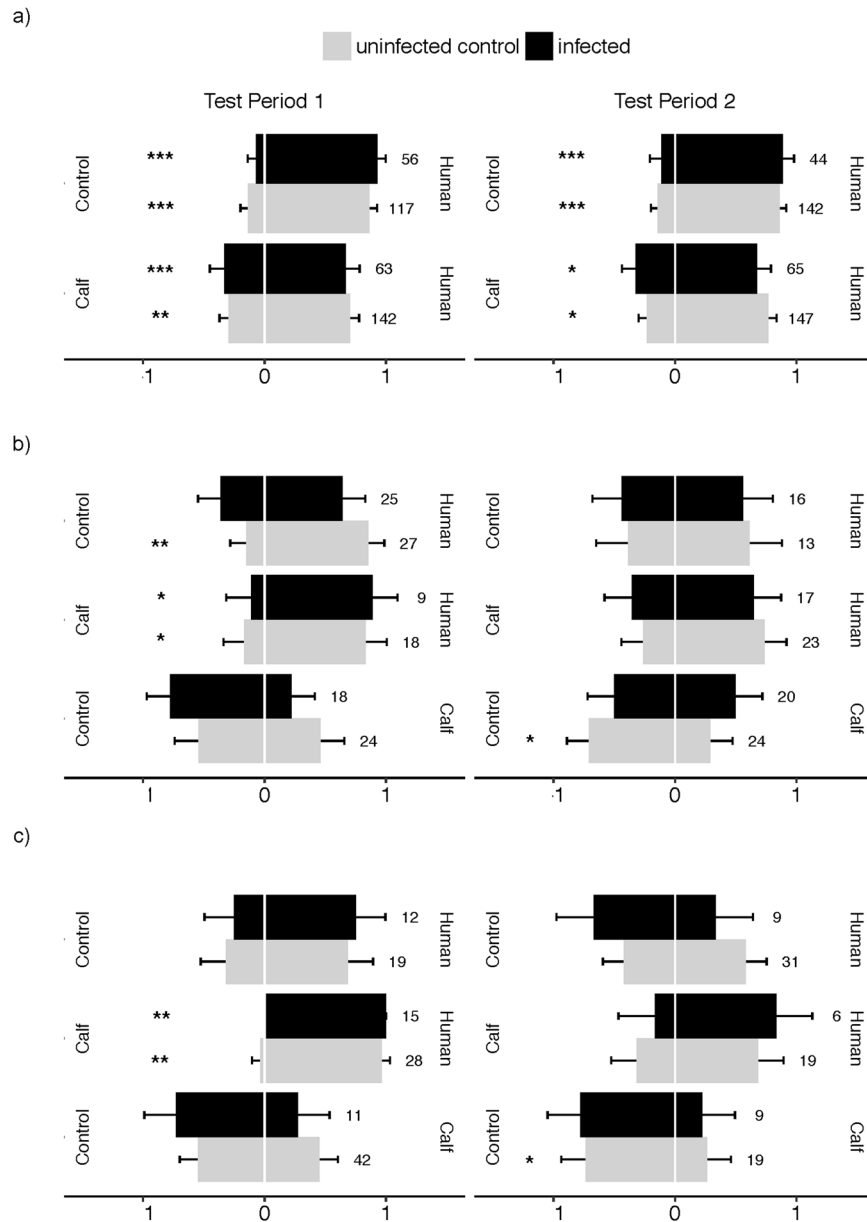 a)
uninfected control infected
Test Period 1 Test Period 2
Control *** 56 Human *** 44 Human
*** 117 *** 142
Calf *** 63 Human * 65 Human
** 142 * 147
-1 0 1 -1 0 1
b)
Control 25 Human Control 16 Human
** 27 13
Calf * 9 Human Calf 17 Human
* 18 23
Control 18 Calf Control 20 Calf
24 * 24
1 0 1 -1 0 1
c)
Control 12 Human Control 9 Human
19 31
Calf ** 15 Human Calf 6 Human
** 28 19
Control 11 Calf Control 9 Calf
42 * 19
1 0 1 1 0 1